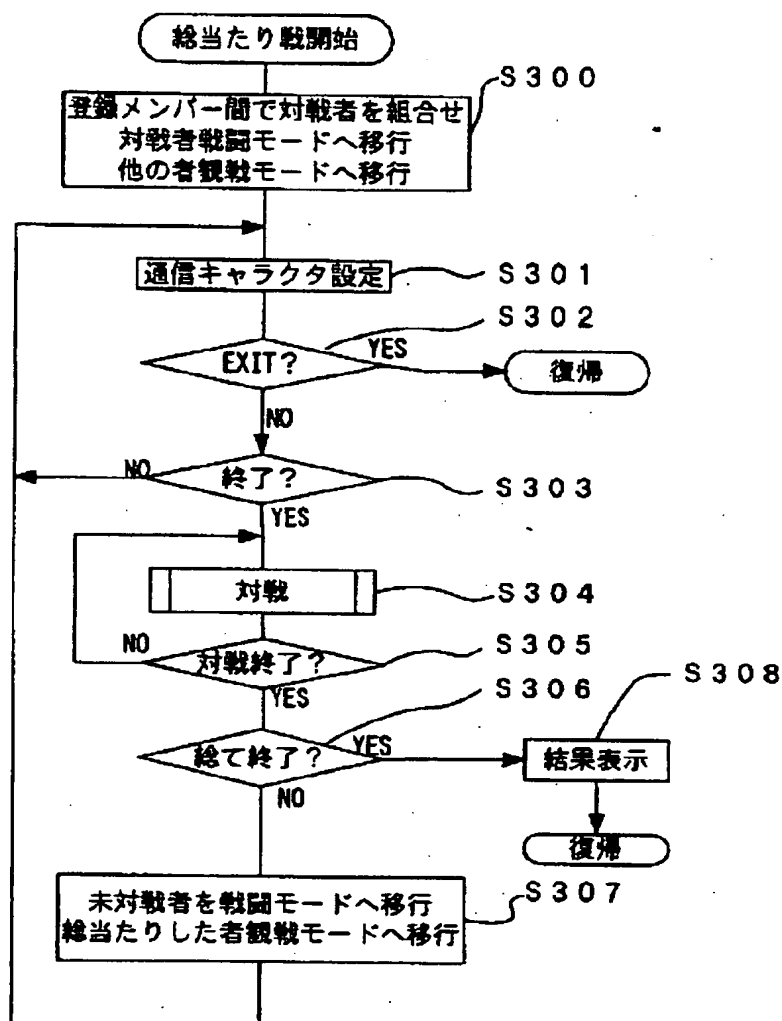 総当たり戦開始
S300
登録メンバー間で対戦者を組合せ
対戦者戦闘モードへ移行
他の者観戦モードへ移行
通信キャラクタ設定
S301
S302
EXIT?
YES
復帰
NO
終了?
NO
S303
YES
対戦
S304
NO
対戦終了?
S305
YES
S306
S308
総て終了?
YES
結果表示
NO
復帰
未対戦者を戦闘モードへ移行
総当たりした者観戦モードへ移行
S307